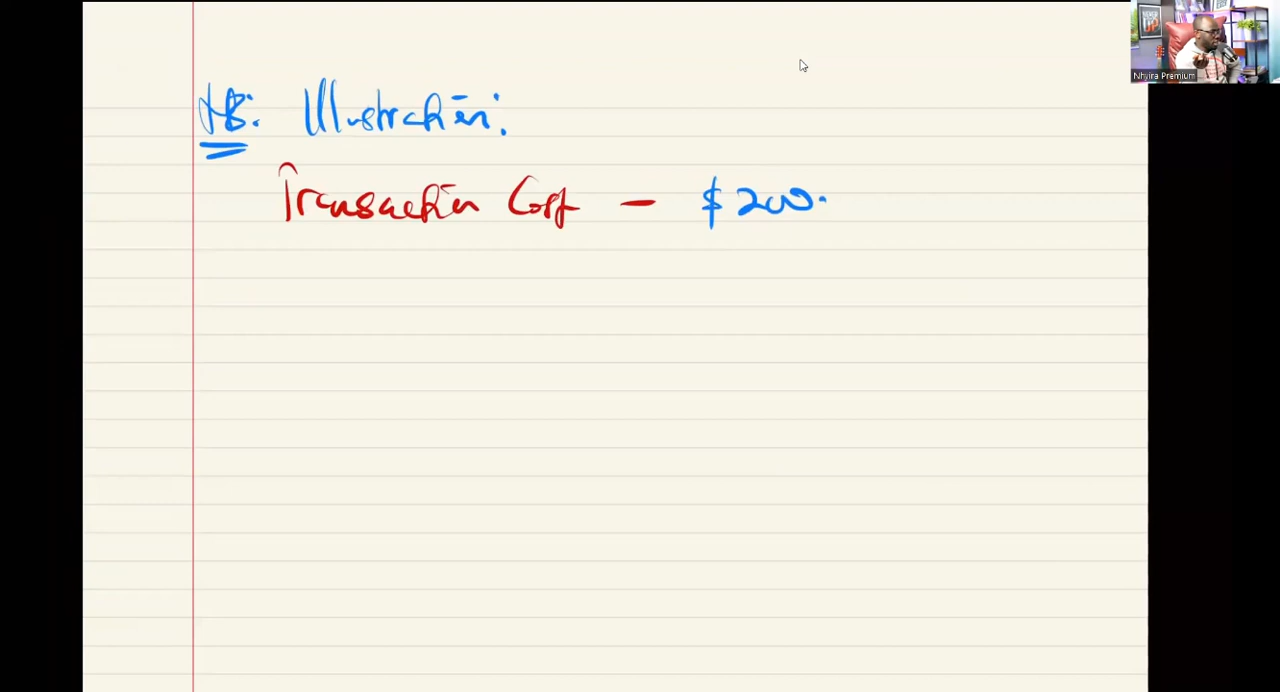 NB: Illustration:
Transaction Cost - $200.
Nhyira Premium